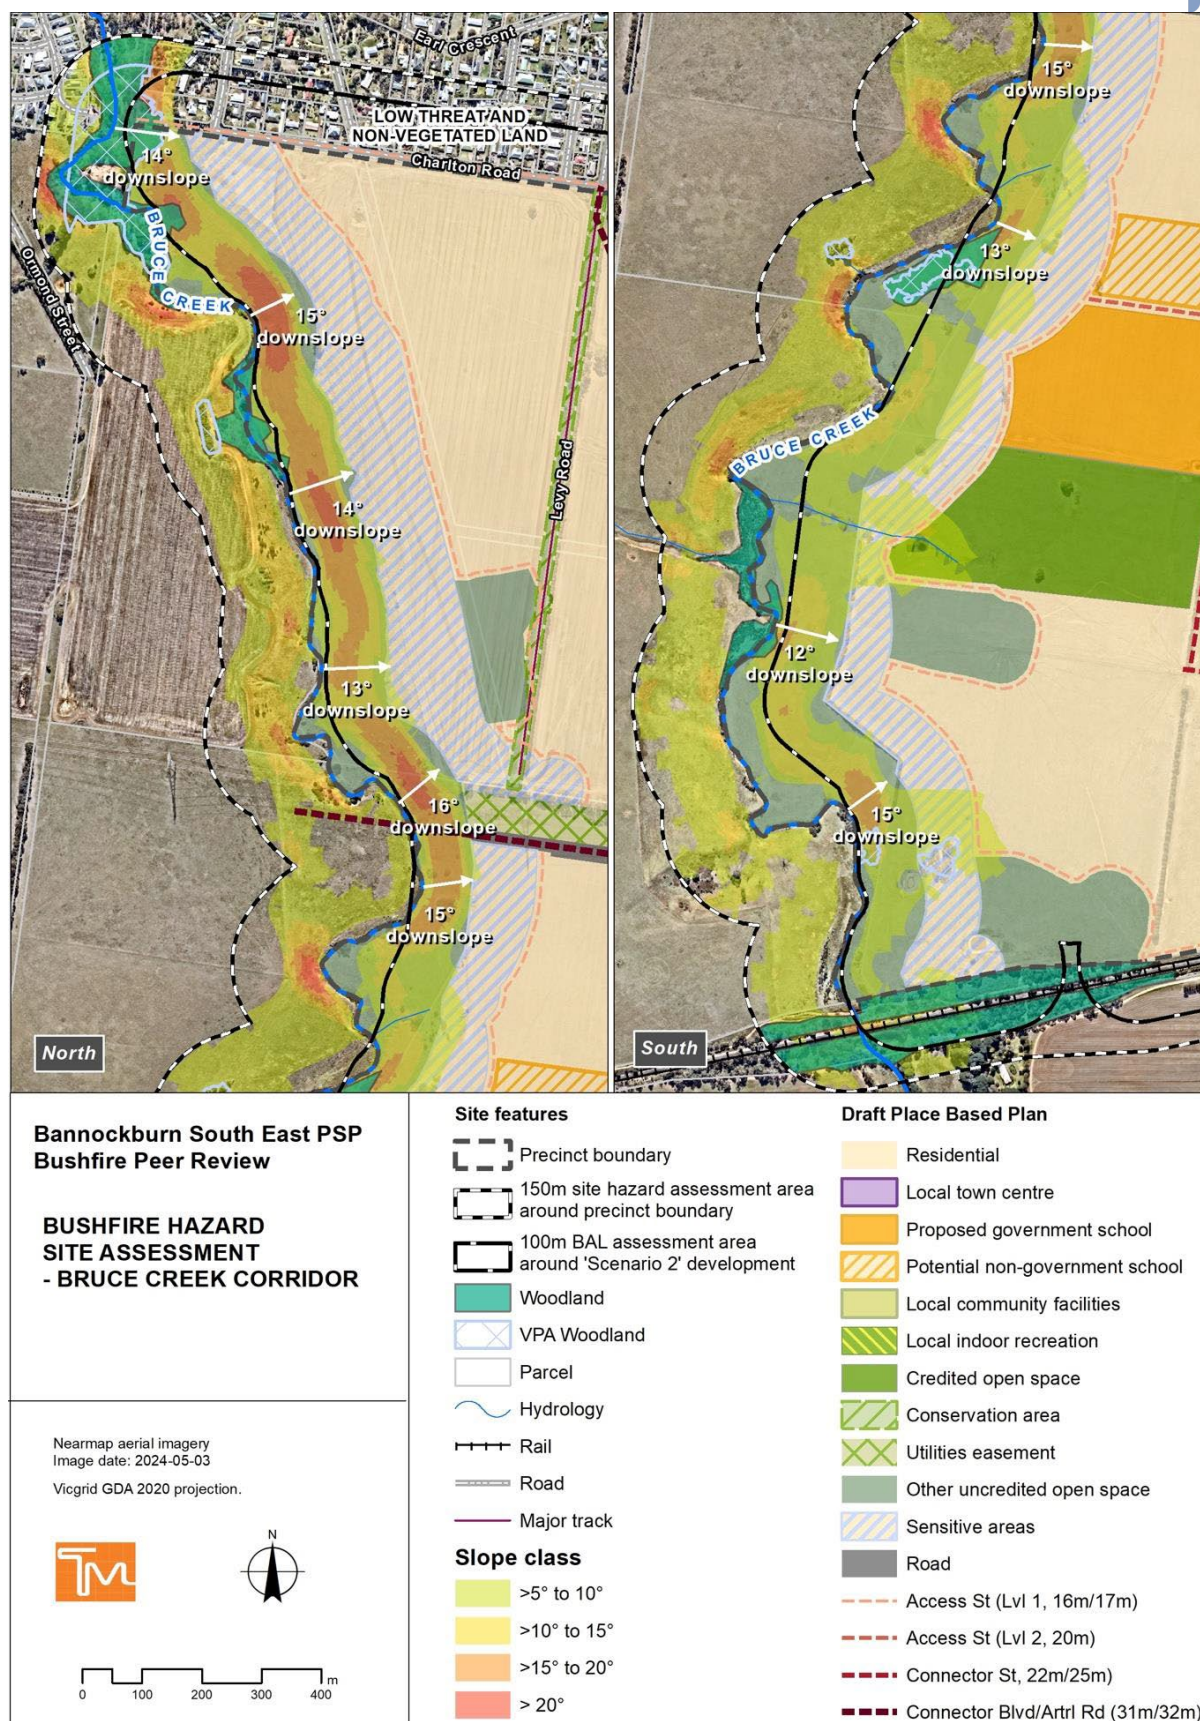 Earl Crescent
LOW THREAT AND
NON-VEGETATED LAND
Charlton Road
14°
downslope
BRUCE
CREEK
Ormond Street
15°
downslope
14°
downslope
Levy Road
13°
downslope
16°
downslope
15°
downslope
North
15°
downslope
13°
downslope
BRUCE CREEK
12°
downslope
15°
downslope
South
Bannockburn South East PSP
Bushfire Peer Review
BUSHFIRE HAZARD
SITE ASSESSMENT
- BRUCE CREEK CORRIDOR
Nearmap aerial imagery
Image date: 2024-05-03
Vicgrid GDA 2020 projection.
TM
N
0 100 200 300 400 m
Site features
Precinct boundary
150m site hazard assessment area
around precinct boundary
100m BAL assessment area
around 'Scenario 2' development
Woodland
VPA Woodland
Parcel
Hydrology
Rail
Road
Major track
Slope class
>5° to 10°
>10° to 15°
>15° to 20°
> 20°
Draft Place Based Plan
Residential
Local town centre
Proposed government school
Potential non-government school
Local community facilities
Local indoor recreation
Credited open space
Conservation area
Utilities easement
Other uncredited open space
Sensitive areas
Road
Access St (Lvl 1, 16m/17m)
Access St (Lvl 2, 20m)
Connector St, 22m/25m)
Connector Blvd/Artrl Rd (31m/32m)